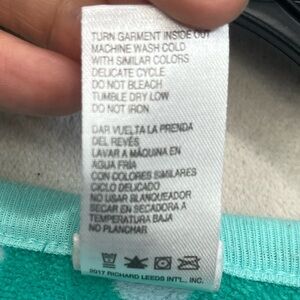 TURN GARMENT INSIDE OUT
MACHINE WASH COLD
WITH SIMILAR COLORS
DELICATE CYCLE
DO NOT BLEACH
TUMBLE DRY LOW
DO NOT IRON
DAR VUELTA LA PRENDA
DEL REVÉS
LAVAR A MÁQUINA EN
AGUA FRÍA
CON COLORES SIMILARES
CICLO DELICADO
NO USAR BLANQUEADOR
SECAR EN SECADORA A
TEMPERATURA BAJA
NO PLANCHAR
2017 RICHARD LEEDS INT'L., INC.